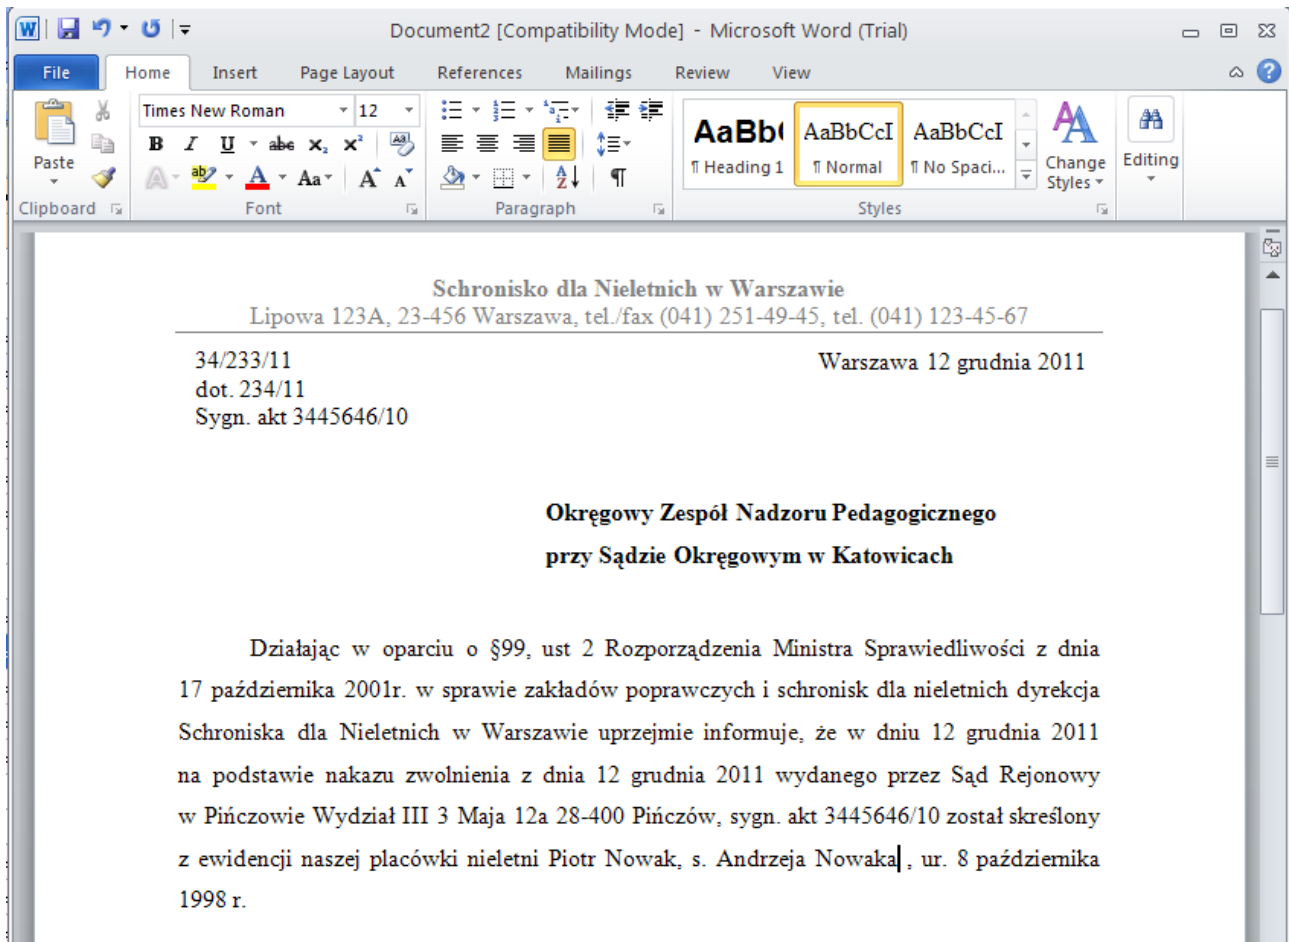 Document2 [Compatibility Mode] - Microsoft Word (Trial)
File Home Insert Page Layout References Mailings Review View
Times New Roman 12
Paste
AaBb( AaBbCcI AaBbCcI
¶ Heading 1 ¶ Normal ¶ No Spaci...
Change Styles
Editing
Clipboard Font Paragraph Styles
Schronisko dla Nieletnich w Warszawie
Lipowa 123A, 23-456 Warszawa, tel./fax (041) 251-49-45, tel. (041) 123-45-67
34/233/11 Warszawa 12 grudnia 2011
dot. 234/11
Sygn. akt 3445646/10
Okręgowy Zespół Nadzoru Pedagogicznego
przy Sądzie Okręgowym w Katowicach
Działając w oparciu o §99, ust 2 Rozporządzenia Ministra Sprawiedliwości z dnia
17 października 2001r. w sprawie zakładów poprawczych i schronisk dla nieletnich dyrekcja
Schroniska dla Nieletnich w Warszawie uprzejmie informuje, że w dniu 12 grudnia 2011
na podstawie nakazu zwolnienia z dnia 12 grudnia 2011 wydanego przez Sąd Rejonowy
w Pińczowie Wydział III 3 Maja 12a 28-400 Pińczów, sygn. akt 3445646/10 został skreślony
z ewidencji naszej placówki nieletni Piotr Nowak, s. Andrzeja Nowaka , ur. 8 października
1998 r.